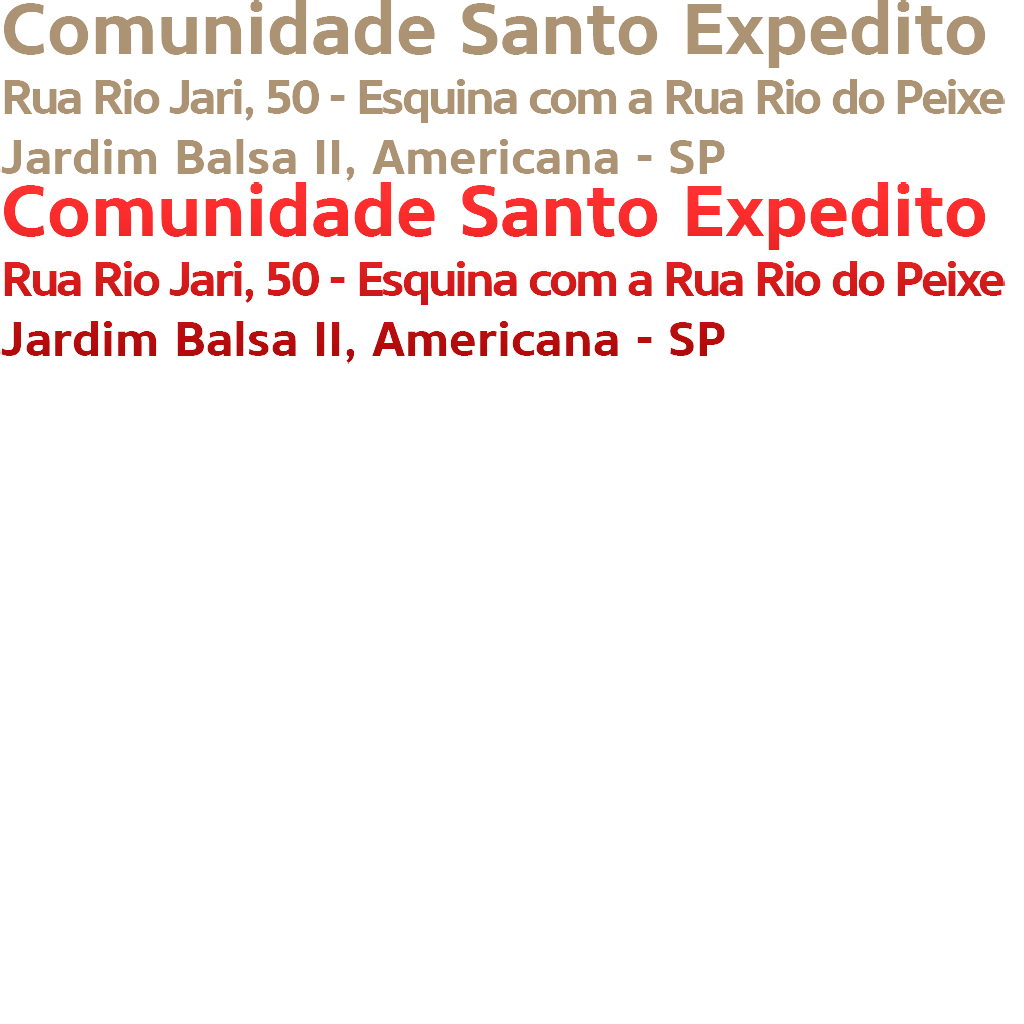 Comunidade Santo Expedito
Rua Rio Jari, 50 - Esquina com a Rua Rio do Peixe
Jardim Balsa II, Americana - SP
Comunidade Santo Expedito
Rua Rio Jari, 50 - Esquina com a Rua Rio do Peixe
Jardim Balsa II, Americana - SP